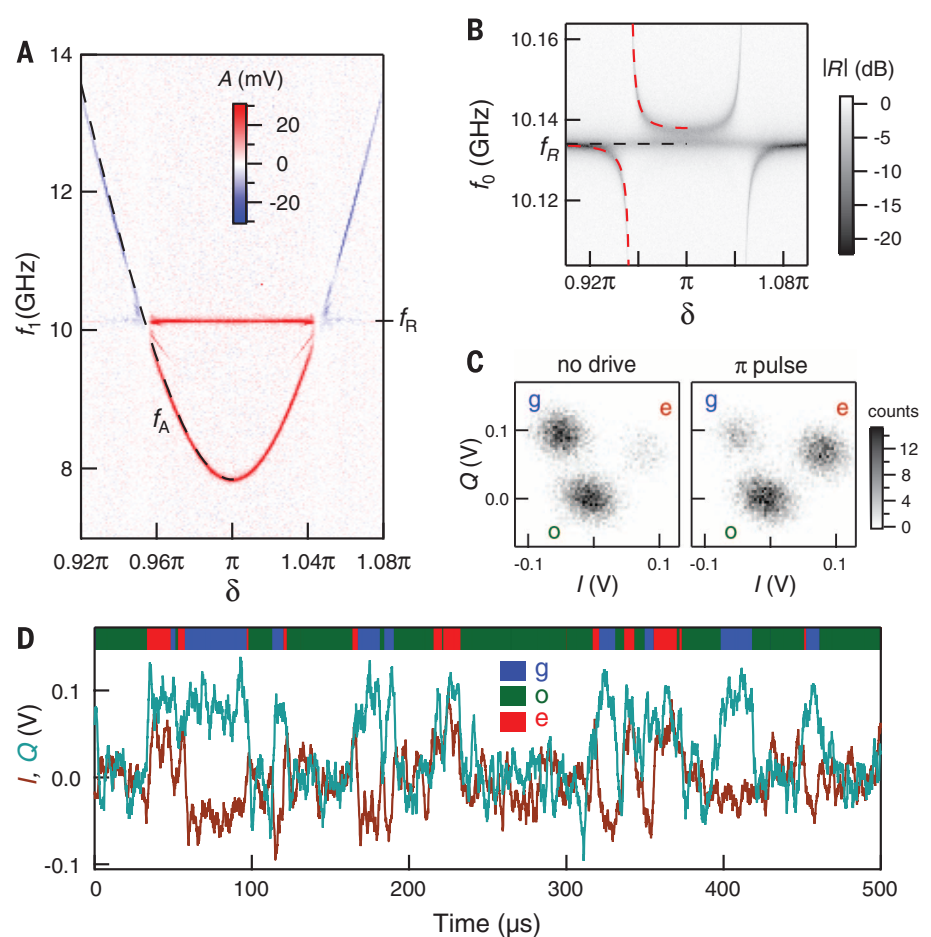 A
14
12
10
8
f₁(GHz)
A (mV)
20
0
-20
f_R
f_A
0.92π 0.96π π 1.04π 1.08π
δ
B
10.16
10.14
f_R
10.12
f₀ (GHz)
0.92π π 1.08π
δ
|R| (dB)
0
-5
-10
-15
-20
C
no drive π pulse
g e g e
o o
0.1
0.0
Q (V)
-0.1 0.1 -0.1 0.1
I (V) I (V)
counts
12
8
4
0
D
g
o
e
0.1
0.0
-0.1
I, Q (V)
0 100 200 300 400 500
Time (μs)